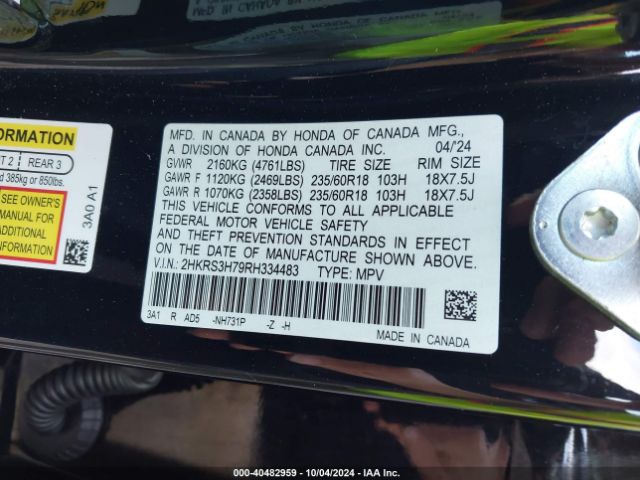 FORMATION
T 2 REAR 3
d 385kg or 850lbs.
SEE OWNER'S
MANUAL FOR
ADDITIONAL
INFORMATION
3A0 A1
MFD. IN CANADA BY HONDA OF CANADA MFG.,
A DIVISION OF HONDA CANADA INC. 04/'24
GVWR 2160KG (4761LBS) TIRE SIZE RIM SIZE
GAWR F 1120KG (2469LBS) 235/60R18 103H 18X7.5J
GAWR R 1070KG (2358LBS) 235/60R18 103H 18X7.5J
THIS VEHICLE CONFORMS TO ALL APPLICABLE
FEDERAL MOTOR VEHICLE SAFETY
AND THEFT PREVENTION STANDARDS IN EFFECT
ON THE DATE OF MANUFACTURE SHOWN ABOVE.
V.I.N.: 2HKRS3H79RH334483 TYPE: MPV
3A1 R AD5 -NH731P -Z -H
MADE IN CANADA
000-40482959 - 10/04/2024 - IAA Inc.